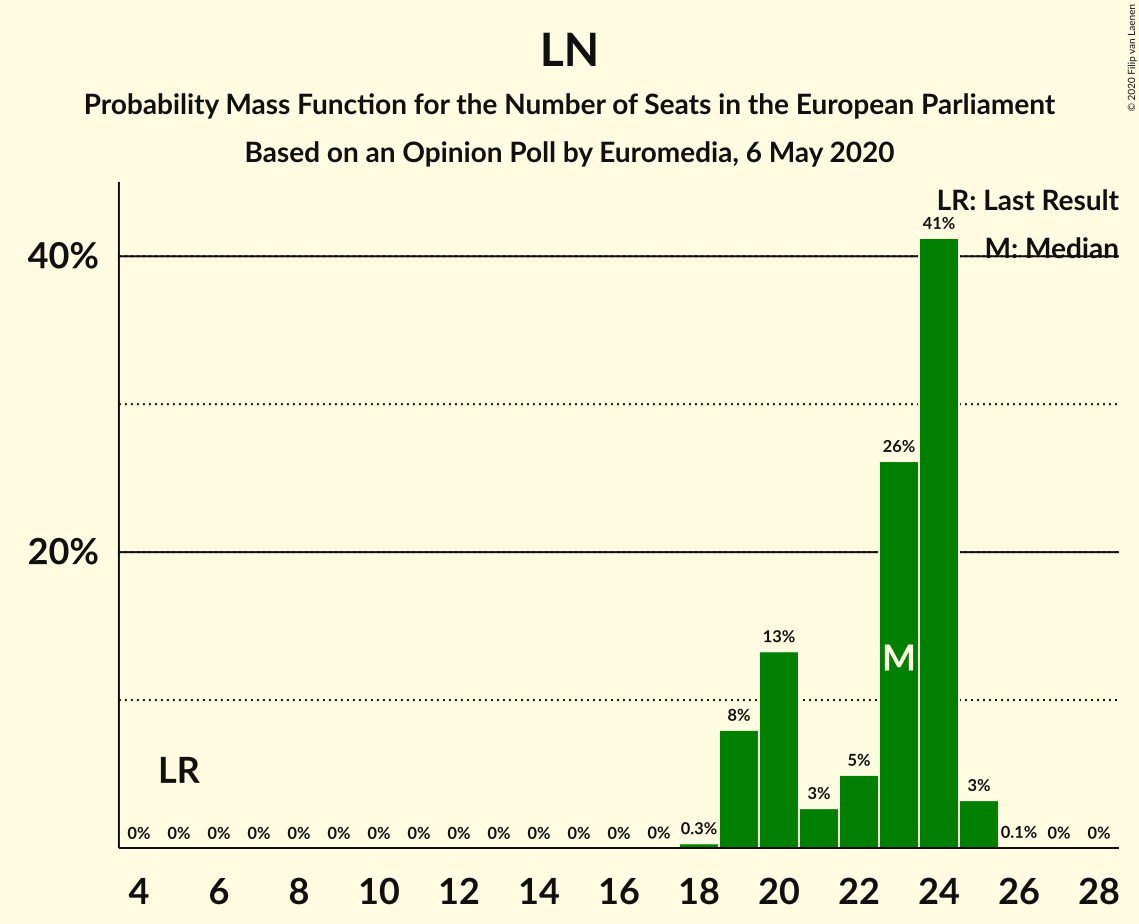 LN
Probability Mass Function for the Number of Seats in the European Parliament
Based on an Opinion Poll by Euromedia, 6 May 2020
© 2020 Filip van Laenen
LR: Last Result
M: Median
41%
40%
26%
20%
13%
M
8%
5%
LR
3%
3%
0% 0% 0% 0% 0% 0% 0% 0% 0% 0% 0% 0% 0% 0% 0.3% 0.1% 0% 0%
4 6 8 10 12 14 16 18 20 22 24 26 28